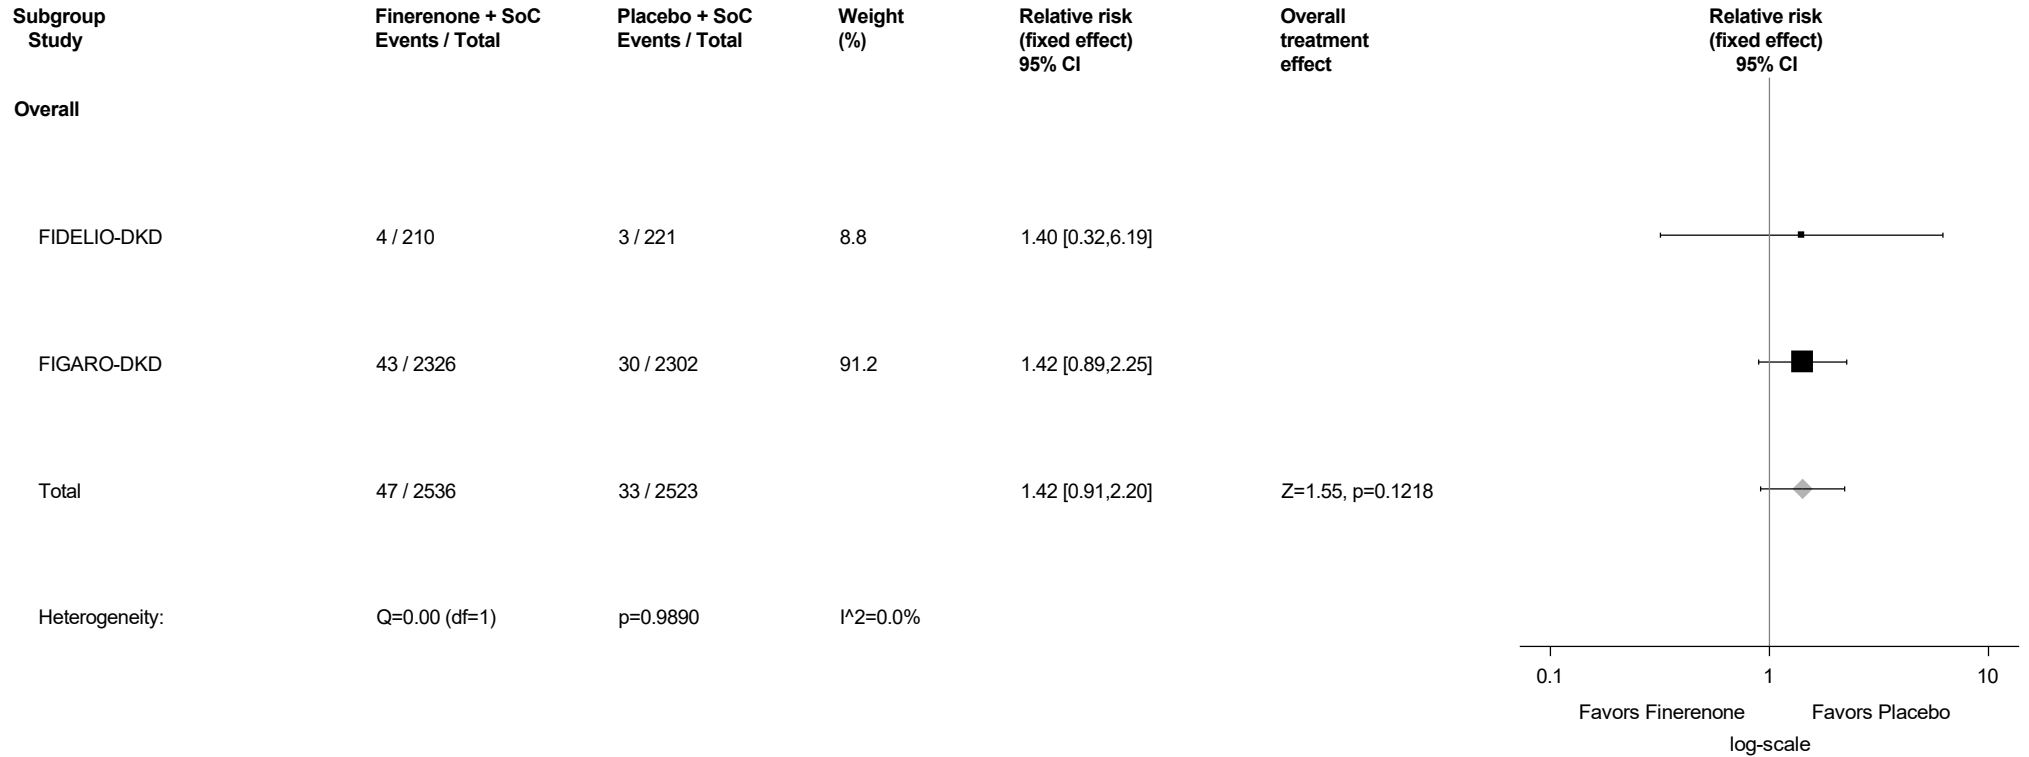 Subgroup Finerenone + SoC Placebo + SoC Weight Relative risk Overall Relative risk
Study Events / Total Events / Total (%) (fixed effect) treatment (fixed effect)
95% CI effect 95% CI
Overall
FIDELIO-DKD 4 / 210 3 / 221 8.8 1.40 [0.32,6.19]
FIGARO-DKD 43 / 2326 30 / 2302 91.2 1.42 [0.89,2.25]
Total 47 / 2536 33 / 2523 1.42 [0.91,2.20] Z=1.55, p=0.1218
Heterogeneity: Q=0.00 (df=1) p=0.9890 I^2=0.0%
0.1 1 10
Favors Finerenone Favors Placebo
log-scale